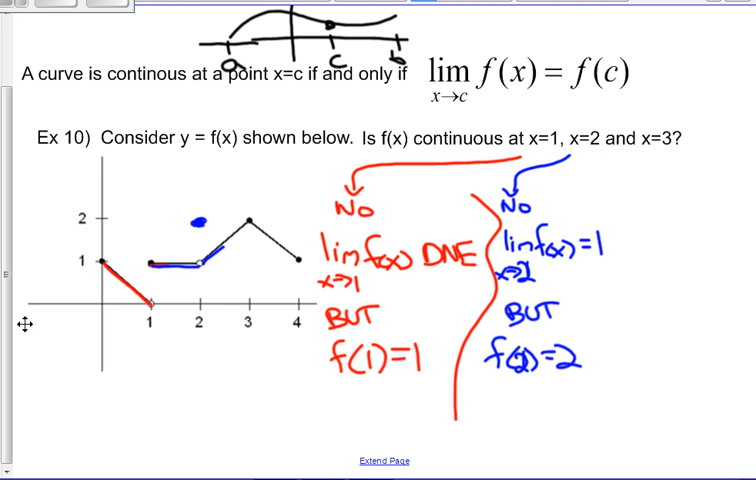 a
c
b
A curve is continous at a point x=c if and only if lim f(x) = f(c)
x→c
Ex 10) Consider y = f(x) shown below. Is f(x) continuous at x=1, x=2 and x=3?
2
1
1 2 3 4
NO
lim f(x) DNE
x→1
BUT
f(1)=1
NO
lim f(x)=1
x→2
BUT
f(2)=2
Extend Page